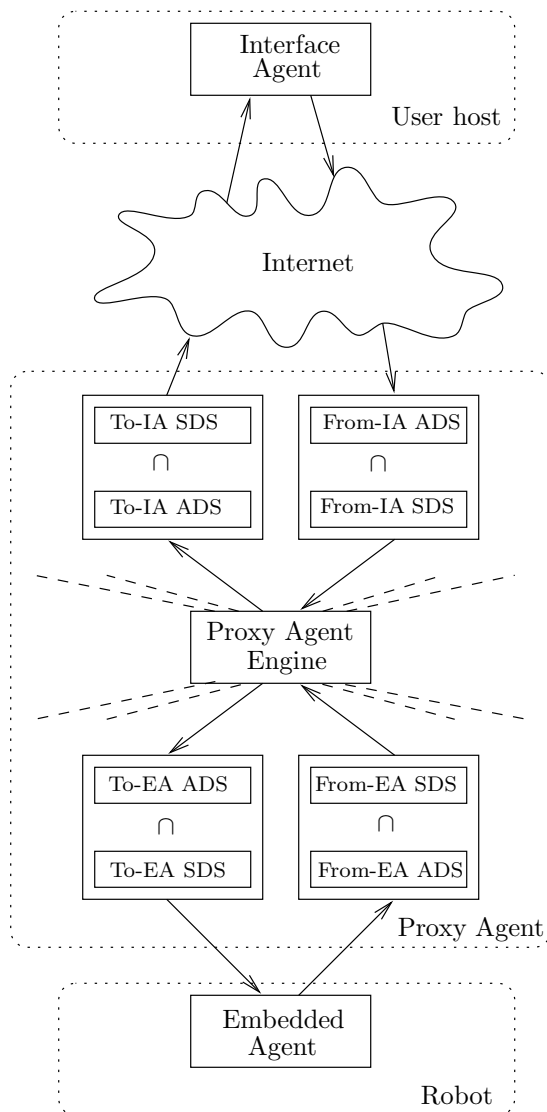 Interface
Agent
User host
Internet
To-IA SDS
∩
To-IA ADS
From-IA ADS
∩
From-IA SDS
Proxy Agent
Engine
To-EA ADS
∩
To-EA SDS
From-EA SDS
∩
From-EA ADS
Proxy Agent
Embedded
Agent
Robot